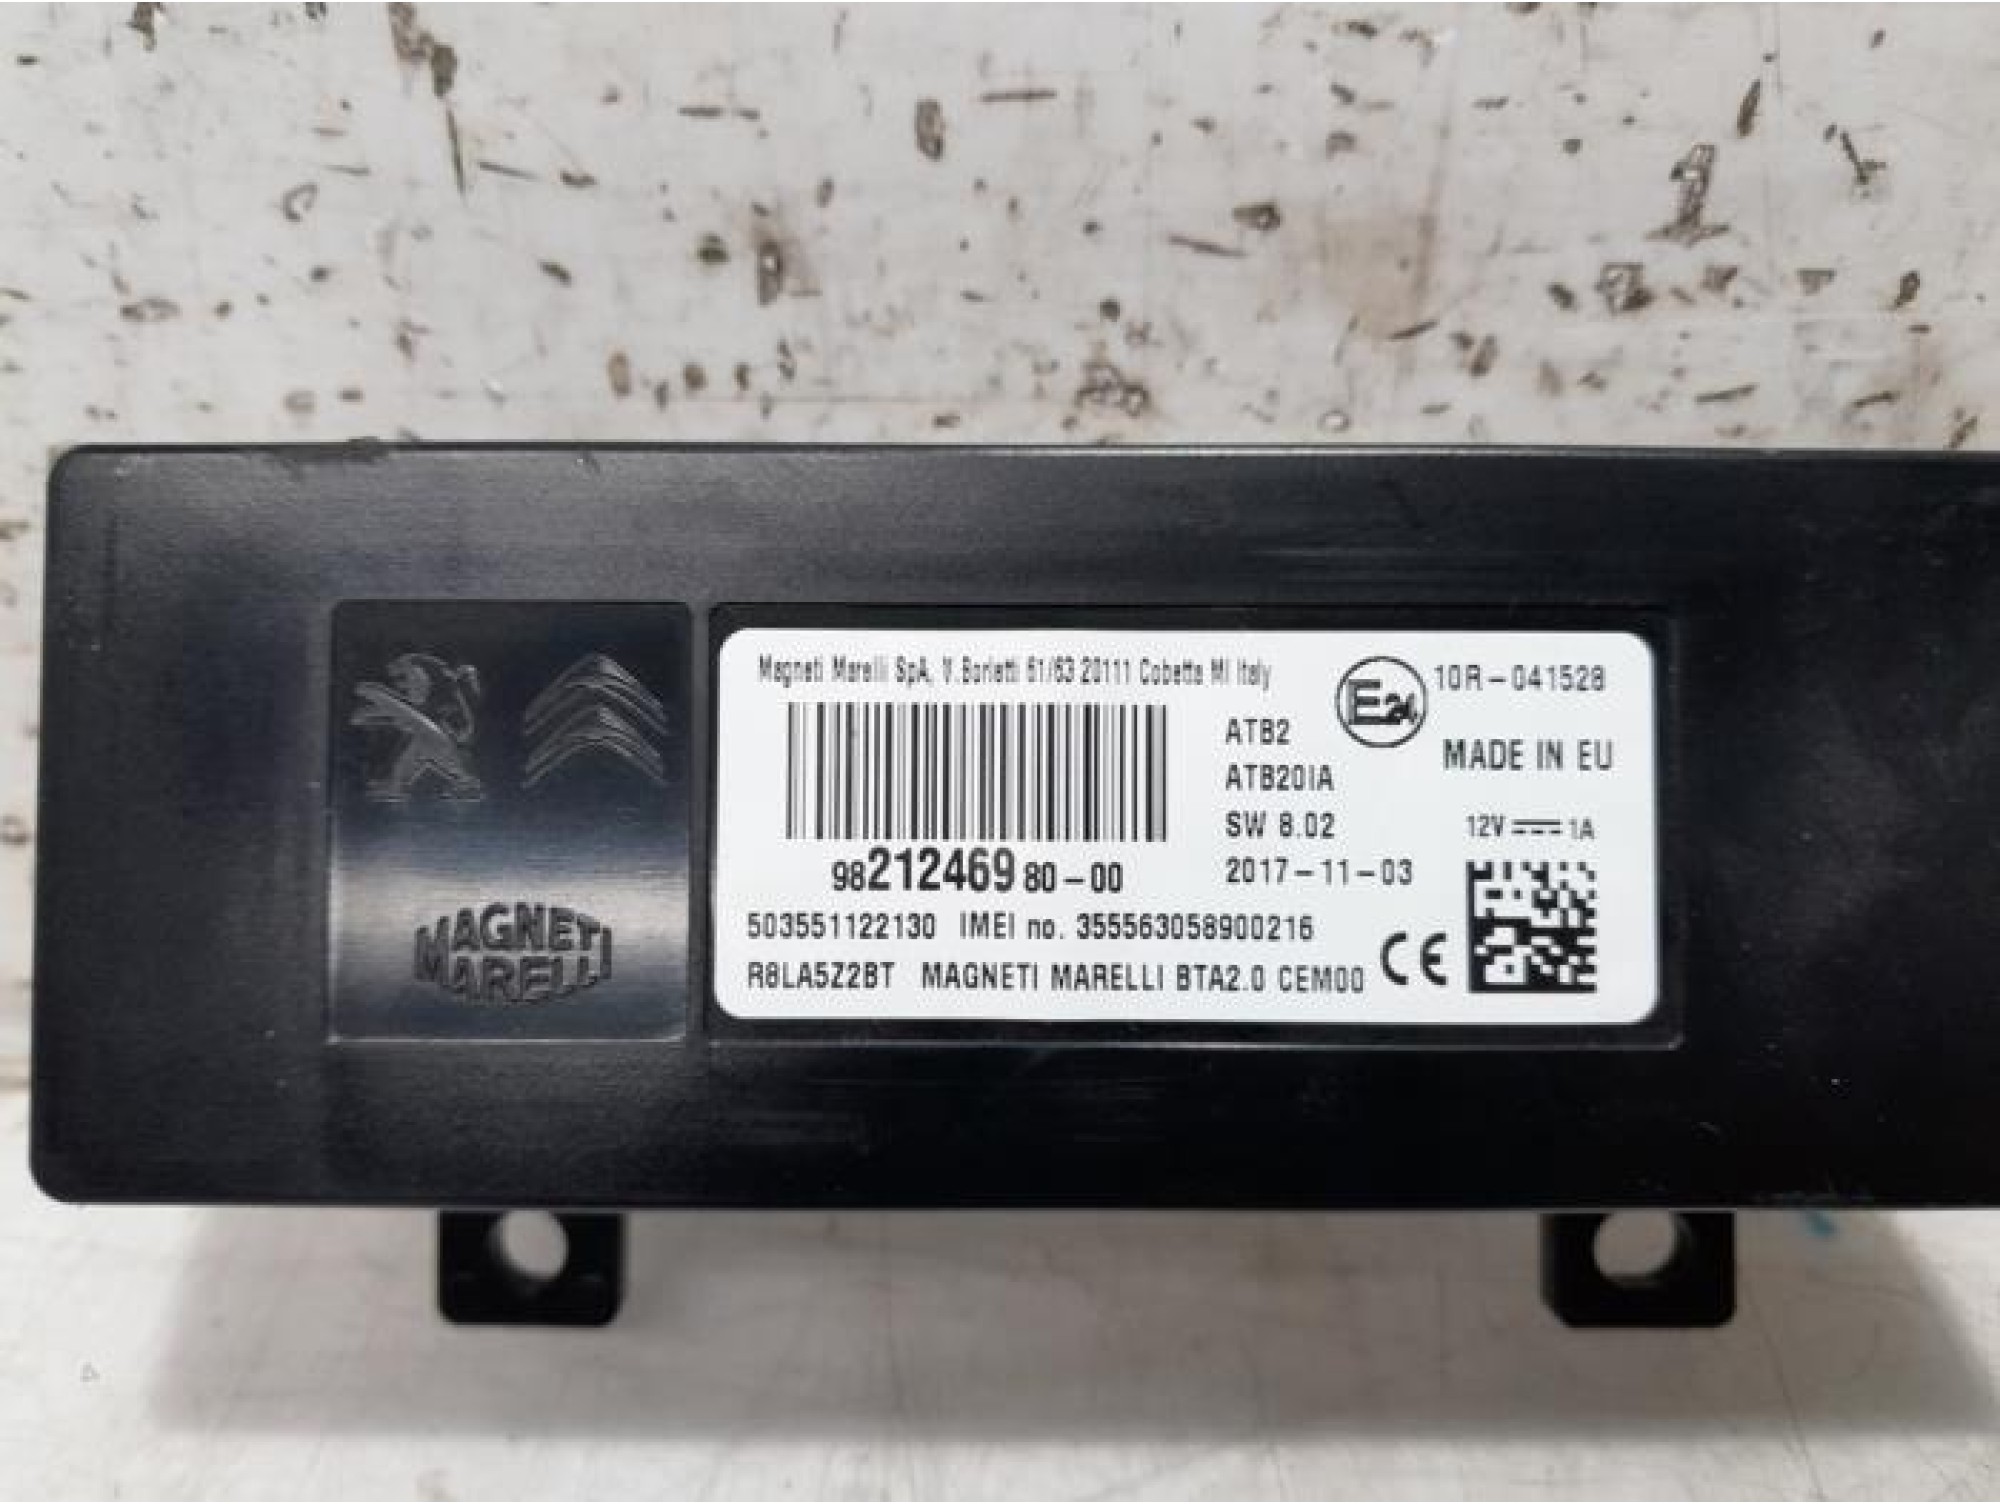 Magneti Marelli SpA, V.Borletti 61/63 20111 Corbetta MI Italy
E24
10R-041528
ATB2
MADE IN EU
ATB20IA
SW 8.02
12V 1A
9821246980-00
2017-11-03
503551122130 IMEI no. 355563058900216
R8LA5Z2BT MAGNETI MARELLI BTA2.0 CEM00
CE
MAGNETI
MARELLI